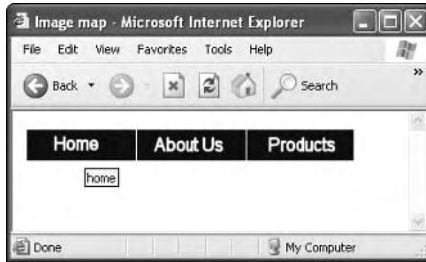 Image map - Microsoft Internet Explorer
File Edit View Favorites Tools Help
Back Search »
Home About Us Products
home
Done My Computer